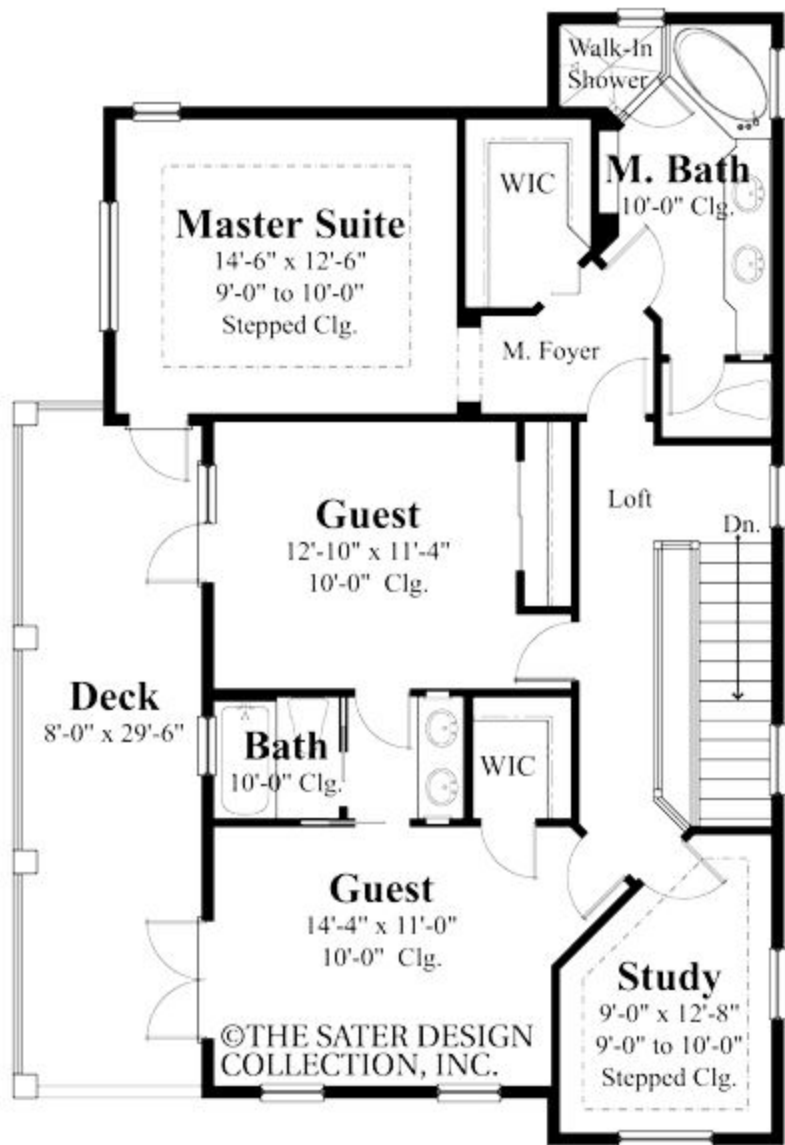 Walk-In
Shower
WIC
M. Bath
10'-0" Clg.
Master Suite
14'-6" x 12'-6"
9'-0" to 10'-0"
Stepped Clg.
M. Foyer
Loft
Dn.
Guest
12'-10" x 11'-4"
10'-0" Clg.
Deck
8'-0" x 29'-6"
Bath
10'-0" Clg.
WIC
Guest
14'-4" x 11'-0"
10'-0" Clg.
Study
9'-0" x 12'-8"
9'-0" to 10'-0"
Stepped Clg.
©THE SATER DESIGN
COLLECTION, INC.